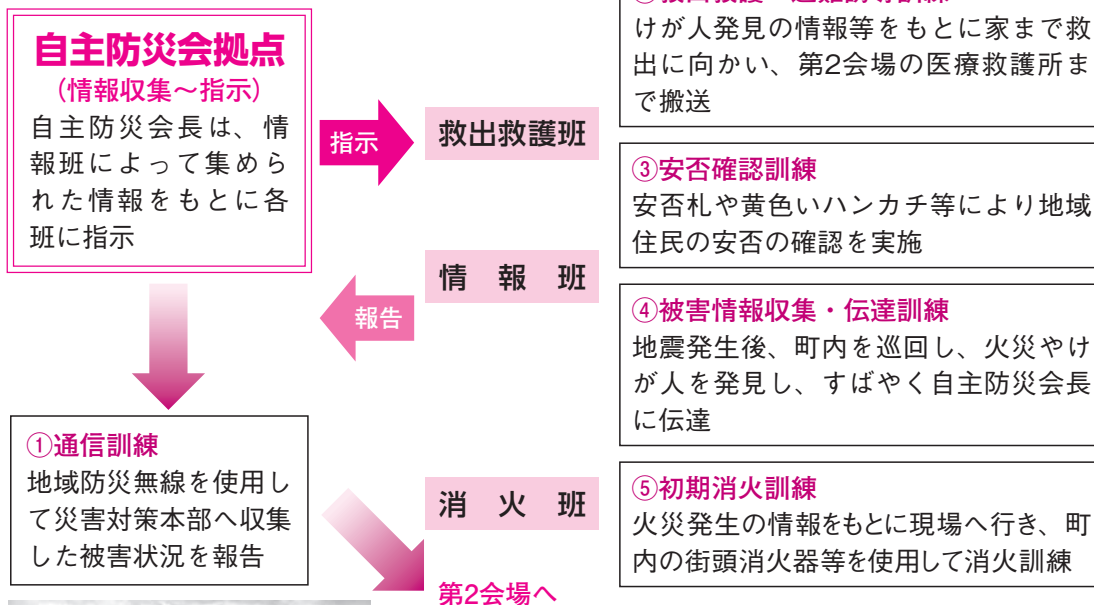 自主防災会拠点
（情報収集～指示）
自主防災会長は、情
報班によって集めら
れた情報をもとに各
班に指示
指示
報告
①通信訓練
地域防災無線を使用し
て災害対策本部へ収集
した被害状況を報告
救出救護班
情報班
消火班
第2会場へ
けが人発見の情報等をもとに家まで救
出に向かい、第2会場の医療救護所ま
で搬送
③安否確認訓練
安否札や黄色いハンカチ等により地域
住民の安否の確認を実施
④被害情報収集・伝達訓練
地震発生後、町内を巡回し、火災やけ
が人を発見し、すばやく自主防災会長
に伝達
⑤初期消火訓練
火災発生の情報をもとに現場へ行き、町
内の街頭消火器等を使用して消火訓練